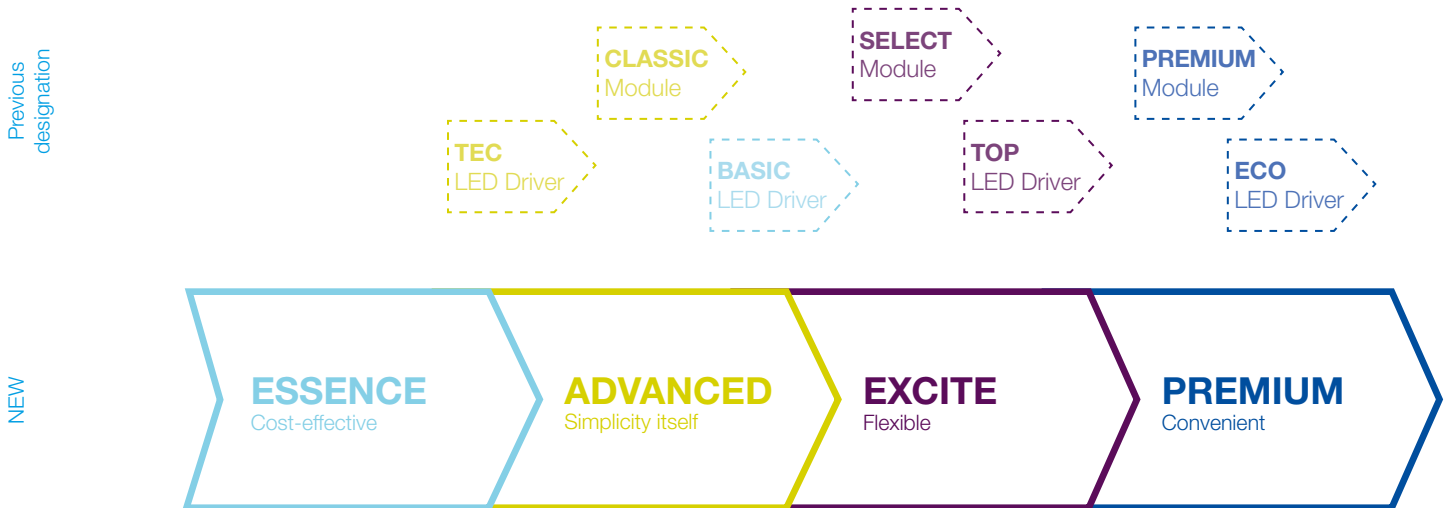 Previous
designation
CLASSIC
Module
SELECT
Module
PREMIUM
Module
TEC
LED Driver
BASIC
LED Driver
TOP
LED Driver
ECO
LED Driver
NEW
ESSENCE
Cost-effective
ADVANCED
Simplicity itself
EXCITE
Flexible
PREMIUM
Convenient